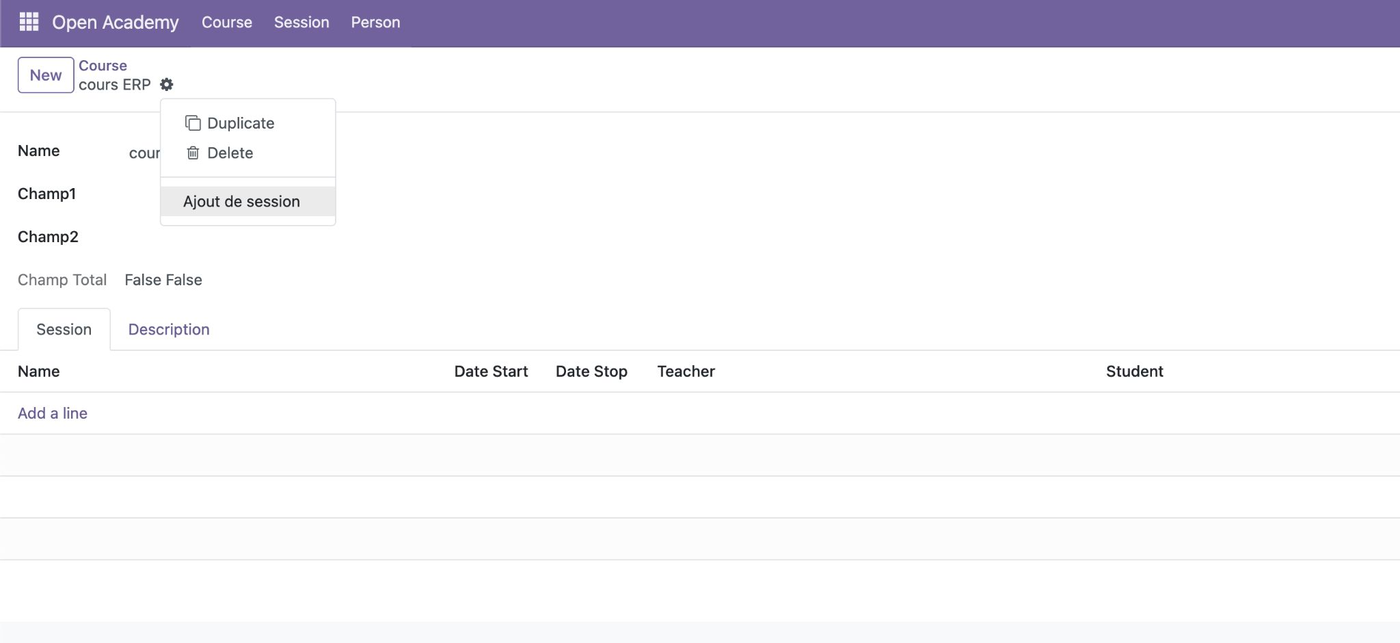 Open Academy Course Session Person
New
Course
cours ERP
Duplicate
Delete
Ajout de session
Name cour
Champ1
Champ2
Champ Total False False
Session Description
Name Date Start Date Stop Teacher Student
Add a line